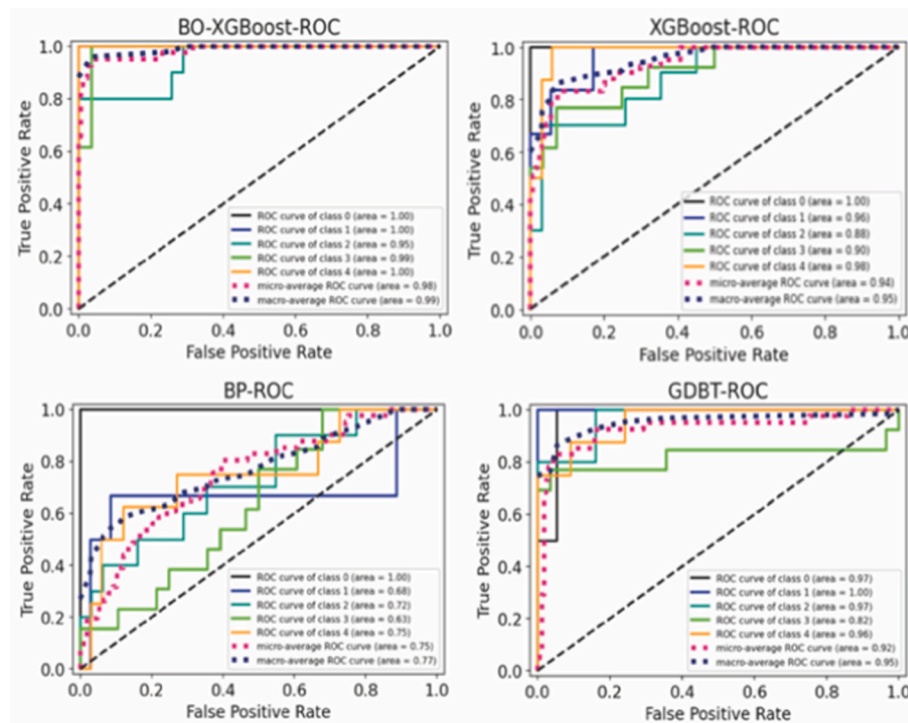 BO-XGBoost-ROC
1.0
0.8
0.6
0.4
0.2
0.0
True Positive Rate
ROC curve of class 0 (area = 1.00)
ROC curve of class 1 (area = 1.00)
ROC curve of class 2 (area = 0.95)
ROC curve of class 3 (area = 0.99)
ROC curve of class 4 (area = 1.00)
micro-average ROC curve (area = 0.98)
macro-average ROC curve (area = 0.99)
0.0 0.2 0.4 0.6 0.8 1.0
False Positive Rate
XGBoost-ROC
1.0
0.8
0.6
0.4
0.2
0.0
True Positive Rate
ROC curve of class 0 (area = 1.00)
ROC curve of class 1 (area = 0.96)
ROC curve of class 2 (area = 0.88)
ROC curve of class 3 (area = 0.90)
ROC curve of class 4 (area = 0.98)
micro-average ROC curve (area = 0.94)
macro-average ROC curve (area = 0.95)
0.0 0.2 0.4 0.6 0.8 1.0
False Positive Rate
BP-ROC
1.0
0.8
0.6
0.4
0.2
0.0
True Positive Rate
ROC curve of class 0 (area = 1.00)
ROC curve of class 1 (area = 0.68)
ROC curve of class 2 (area = 0.72)
ROC curve of class 3 (area = 0.63)
ROC curve of class 4 (area = 0.75)
micro-average ROC curve (area = 0.75)
macro-average ROC curve (area = 0.77)
0.0 0.2 0.4 0.6 0.8 1.0
False Positive Rate
GDBT-ROC
1.0
0.8
0.6
0.4
0.2
0.0
True Positive Rate
ROC curve of class 0 (area = 0.97)
ROC curve of class 1 (area = 1.00)
ROC curve of class 2 (area = 0.97)
ROC curve of class 3 (area = 0.82)
ROC curve of class 4 (area = 0.96)
micro-average ROC curve (area = 0.92)
macro-average ROC curve (area = 0.95)
0.0 0.2 0.4 0.6 0.8 1.0
False Positive Rate